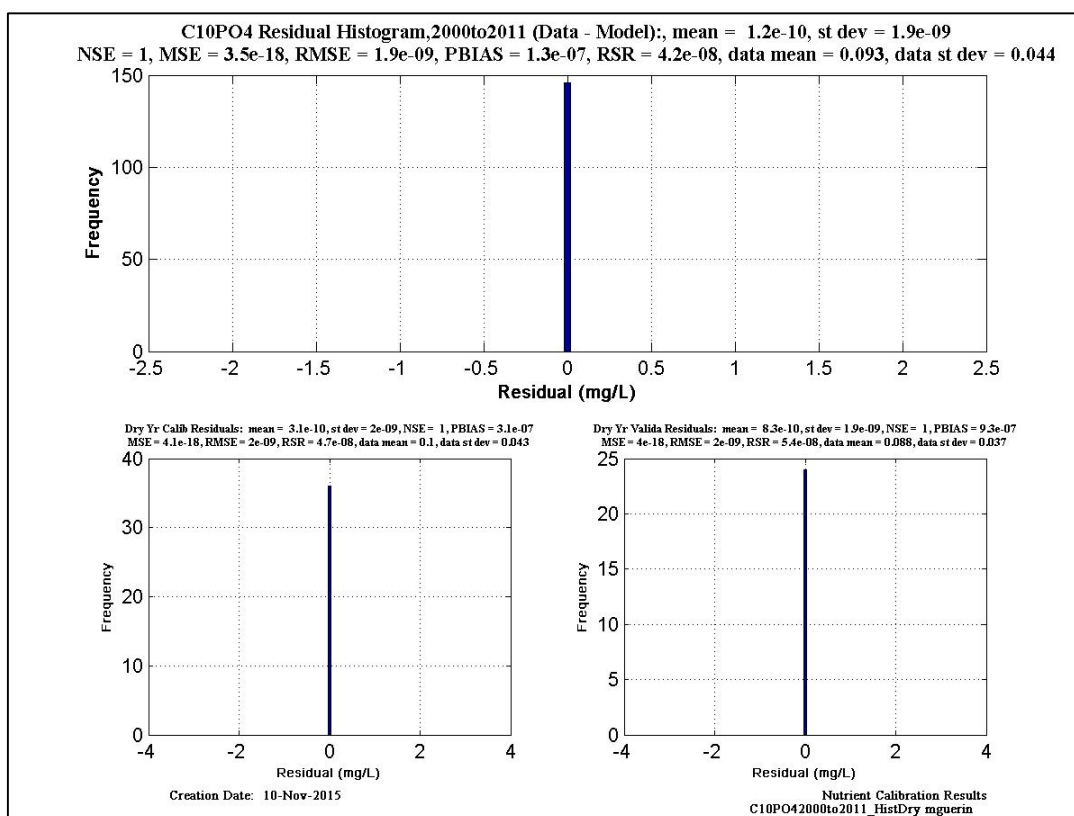 C10PO4 Residual Histogram,2000to2011 (Data - Model):, mean =  1.2e-10, st dev = 1.9e-09
NSE = 1, MSE = 3.5e-18, RMSE = 1.9e-09, PBIAS = 1.3e-07, RSR = 4.2e-08, data mean = 0.093, data st dev = 0.044
150
100
50
0
Frequency
-2.5 -2 -1.5 -1 -0.5 0 0.5 1 1.5 2 2.5
Residual (mg/L)
Dry Yr Calib Residuals:  mean =  3.1e-10, st dev = 2e-09, NSE =  1, PBIAS = 3.1e-07
MSE = 4.1e-18, RMSE = 2e-09, RSR = 4.7e-08, data mean = 0.1, data st dev = 0.043
40
30
20
10
0
Frequency
-4 -2 0 2 4
Residual (mg/L)
Dry Yr Valida Residuals:  mean =  8.3e-10, st dev = 1.9e-09, NSE =  1, PBIAS = 9.3e-07
MSE = 4e-18, RMSE = 2e-09, RSR = 5.4e-08, data mean = 0.088, data st dev = 0.037
25
20
15
10
5
0
Frequency
-4 -2 0 2 4
Residual (mg/L)
Creation Date:  10-Nov-2015
Nutrient Calibration Results
C10PO42000to2011_HistDry mguerin